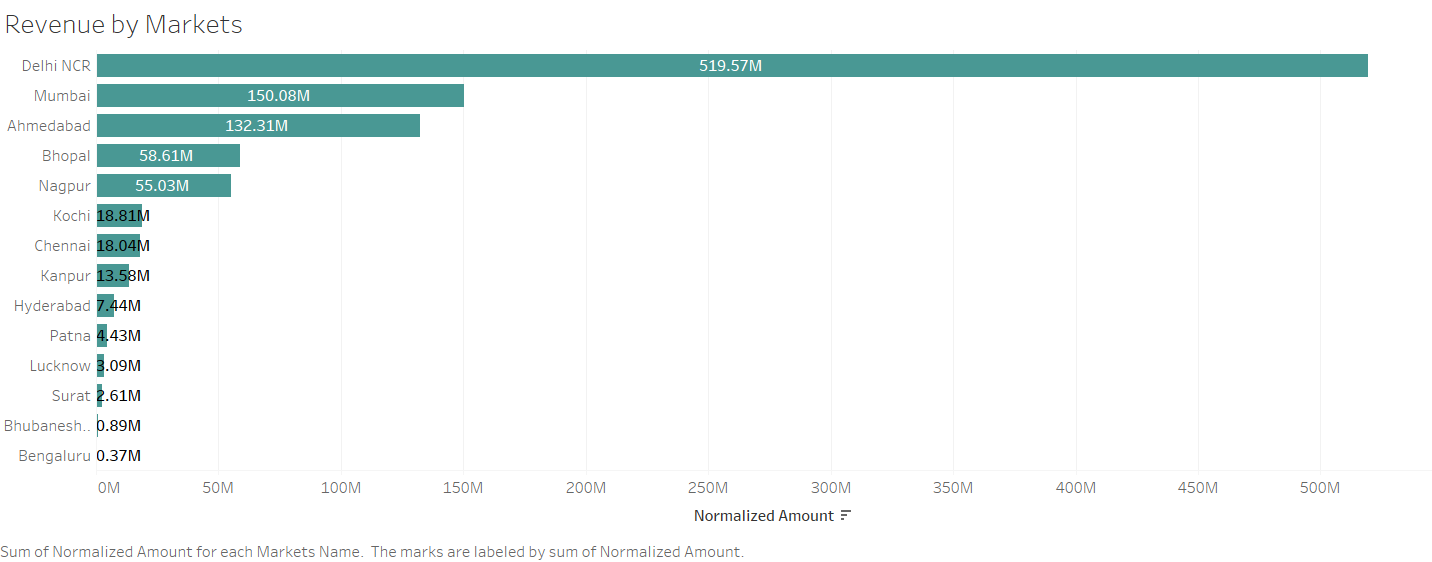 Revenue by Markets
Delhi NCR 519.57M
Mumbai 150.08M
Ahmedabad 132.31M
Bhopal 58.61M
Nagpur 55.03M
Kochi 18.81M
Chennai 18.04M
Kanpur 13.58M
Hyderabad 7.44M
Patna 4.43M
Lucknow 3.09M
Surat 2.61M
Bhubanesh.. 0.89M
Bengaluru 0.37M
0M 50M 100M 150M 200M 250M 300M 350M 400M 450M 500M
Normalized Amount
Sum of Normalized Amount for each Markets Name. The marks are labeled by sum of Normalized Amount.